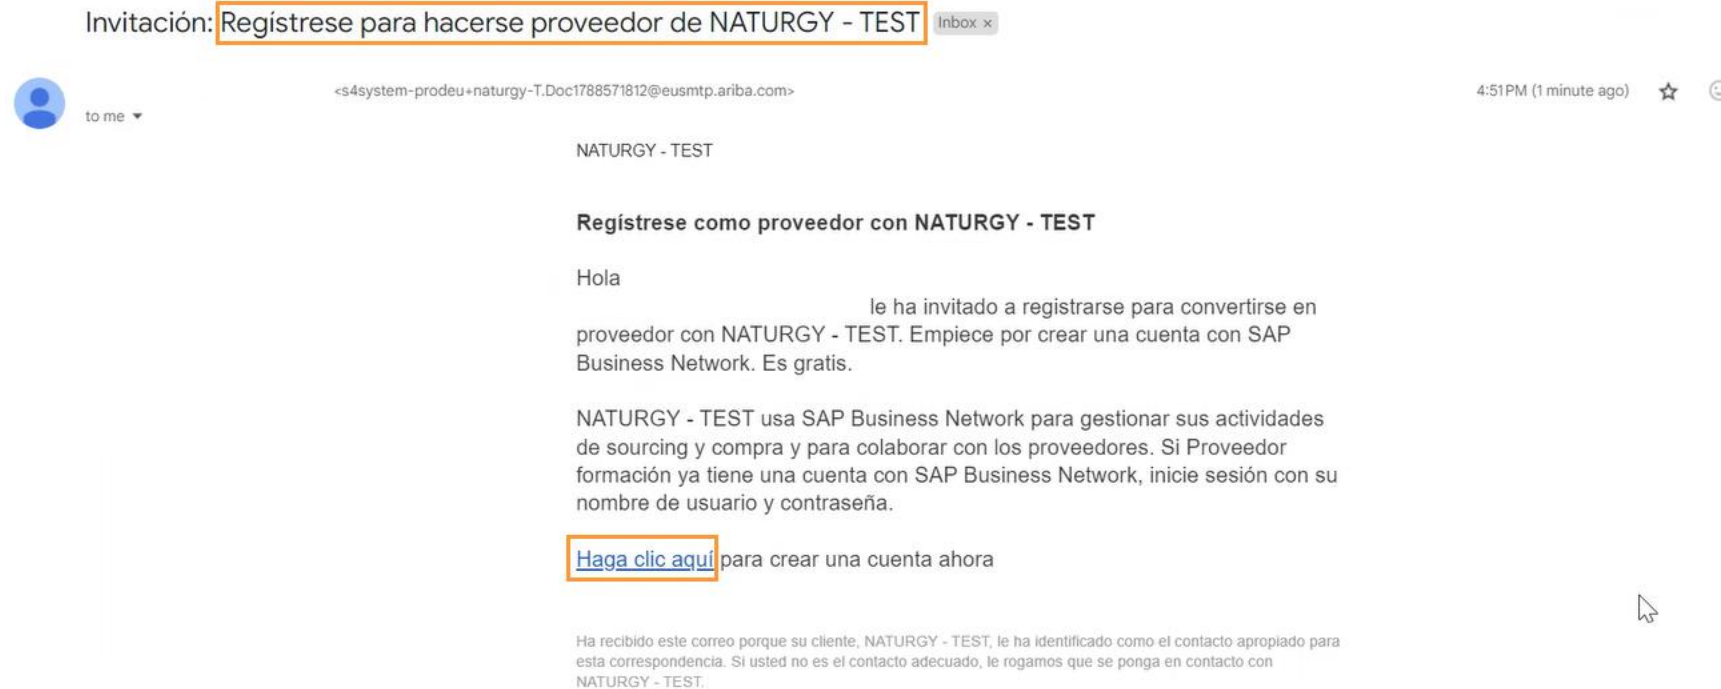 Invitación: Regístrese para hacerse proveedor de NATURGY - TEST Inbox ×
<s4system-prodeu+naturgy-T.Doc1788571812@eusmtp.ariba.com> 4:51 PM (1 minute ago)
to me
NATURGY - TEST
Regístrese como proveedor con NATURGY - TEST
Hola
le ha invitado a registrarse para convertirse en
proveedor con NATURGY - TEST. Empiece por crear una cuenta con SAP
Business Network. Es gratis.
NATURGY - TEST usa SAP Business Network para gestionar sus actividades
de sourcing y compra y para colaborar con los proveedores. Si Proveedor
formación ya tiene una cuenta con SAP Business Network, inicie sesión con su
nombre de usuario y contraseña.
Haga clic aquí para crear una cuenta ahora
Ha recibido este correo porque su cliente, NATURGY - TEST, le ha identificado como el contacto apropiado para
esta correspondencia. Si usted no es el contacto adecuado, le rogamos que se ponga en contacto con
NATURGY - TEST.